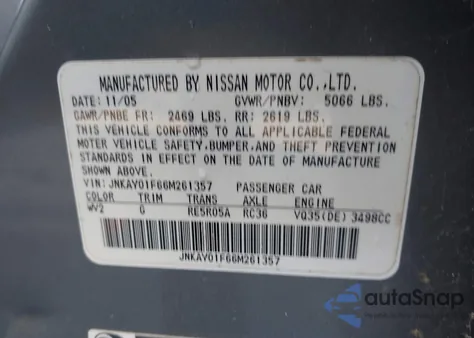 MANUFACTURED BY NISSAN MOTOR CO.,LTD.
DATE: 11/05 GVWR/PNBV: 5066 LBS.
GAWR/PNBE FR: 2469 LBS. RR: 2619 LBS.
THIS VEHICLE CONFORMS TO ALL APPLICABLE FEDERAL
MOTOR VEHICLE SAFETY,BUMPER,AND THEFT PREVENTION
STANDARDS IN EFFECT ON THE DATE OF MANUFACTURE
SHOWN ABOVE.
VIN: JNKAY01F66M261357 PASSENGER CAR
COLOR TRIM TRANS AXLE ENGINE
WV2 G RE5R05A RC36 VQ35(DE) 3498CC
JNKAY01F66M261357
autaSnap